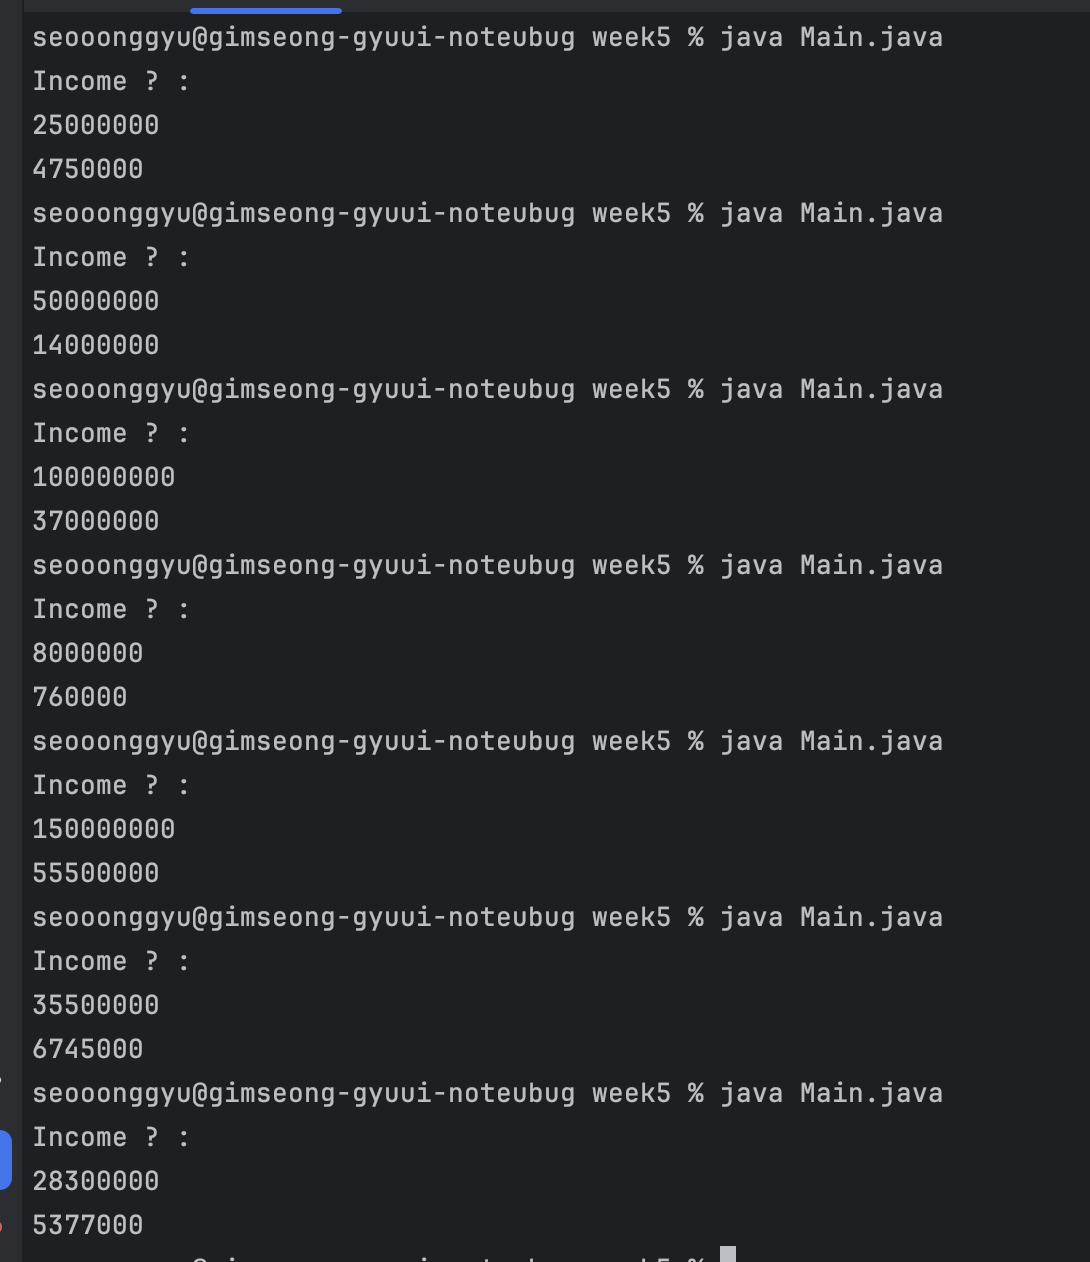 seooonggyu@gimseong-gyuui-noteubug week5 % java Main.java
Income ? :
25000000
4750000
seooonggyu@gimseong-gyuui-noteubug week5 % java Main.java
Income ? :
50000000
14000000
seooonggyu@gimseong-gyuui-noteubug week5 % java Main.java
Income ? :
100000000
37000000
seooonggyu@gimseong-gyuui-noteubug week5 % java Main.java
Income ? :
8000000
760000
seooonggyu@gimseong-gyuui-noteubug week5 % java Main.java
Income ? :
150000000
55500000
seooonggyu@gimseong-gyuui-noteubug week5 % java Main.java
Income ? :
35500000
6745000
seooonggyu@gimseong-gyuui-noteubug week5 % java Main.java
Income ? :
28300000
5377000